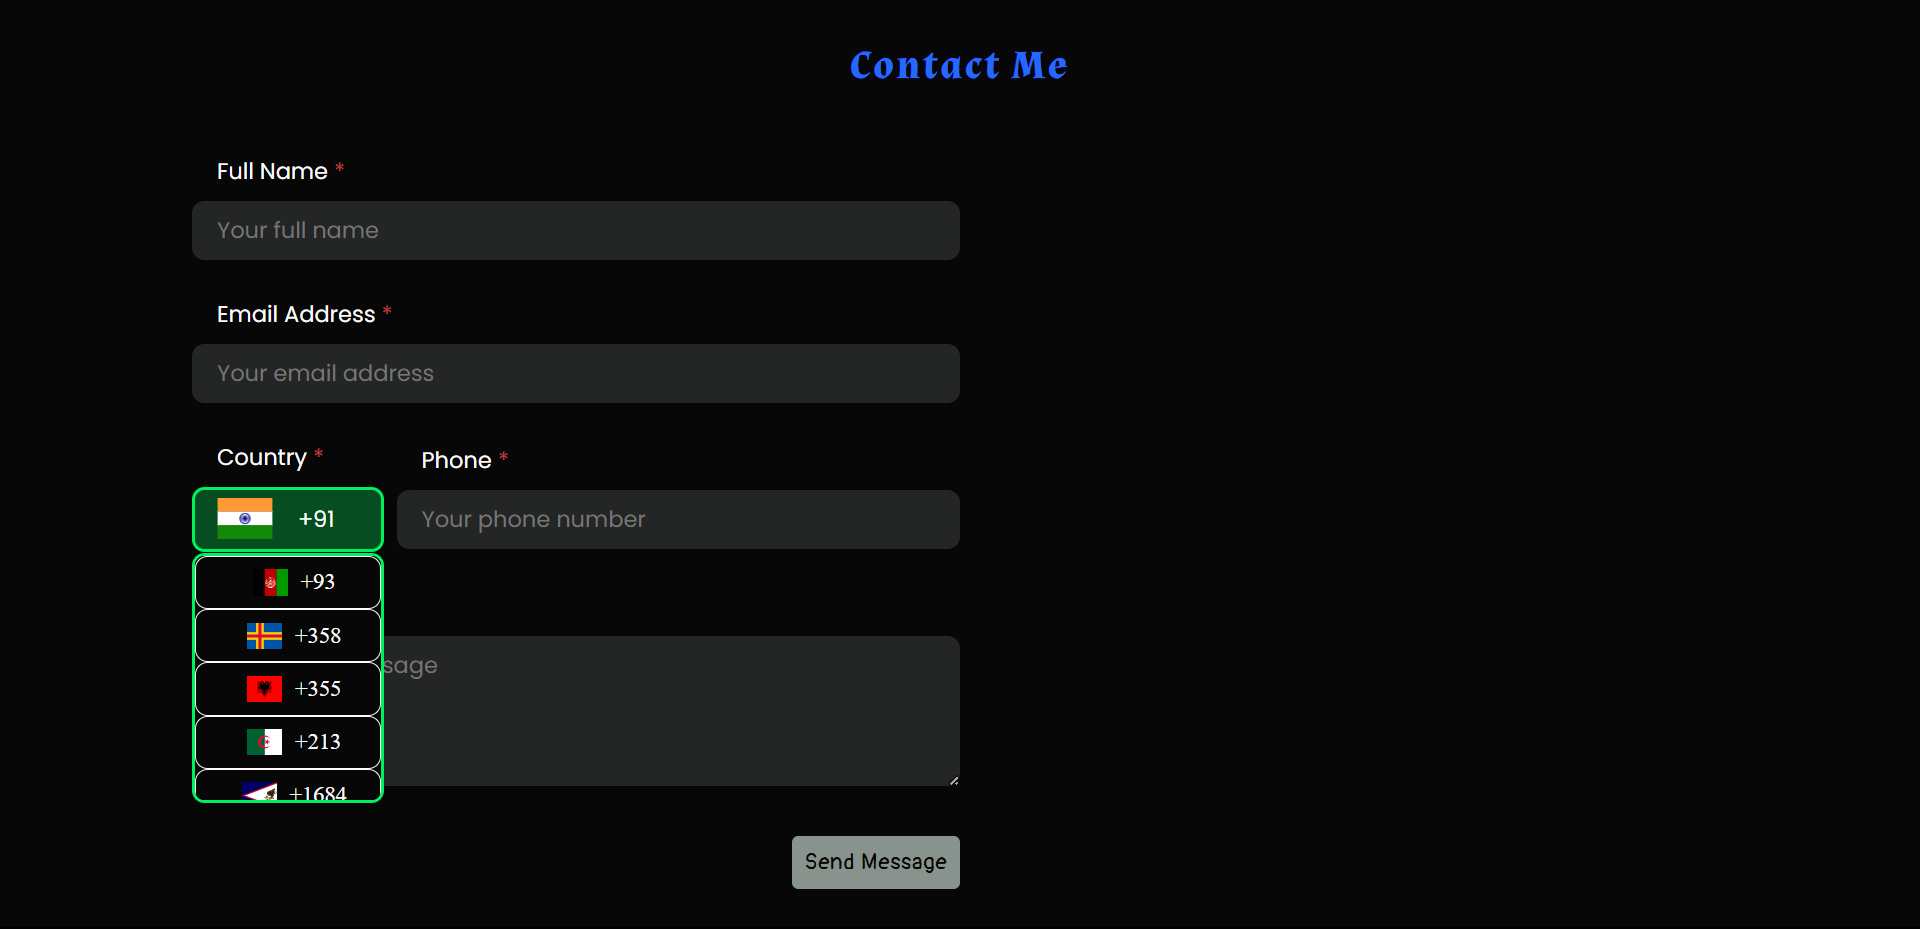 Contact Me
Full Name *
Your full name
Email Address *
Your email address
Country *
Phone *
+91
Your phone number
+93
+358
sage
+355
+213
+1684
Send Message